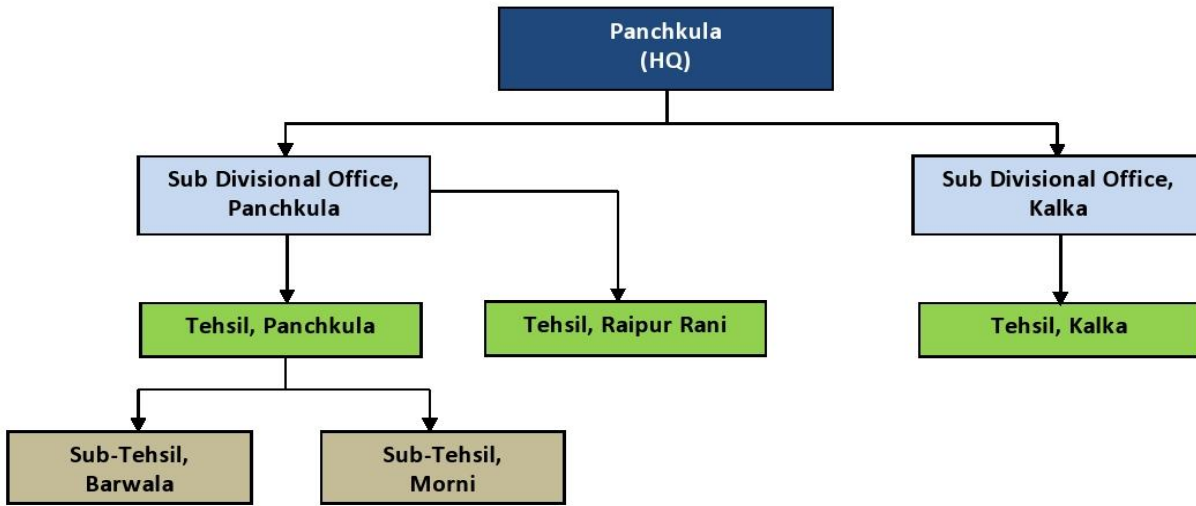 Panchkula
(HQ)
Sub Divisional Office,
Panchkula
Sub Divisional Office,
Kalka
Tehsil, Panchkula
Tehsil, Raipur Rani
Tehsil, Kalka
Sub-Tehsil,
Barwala
Sub-Tehsil,
Morni